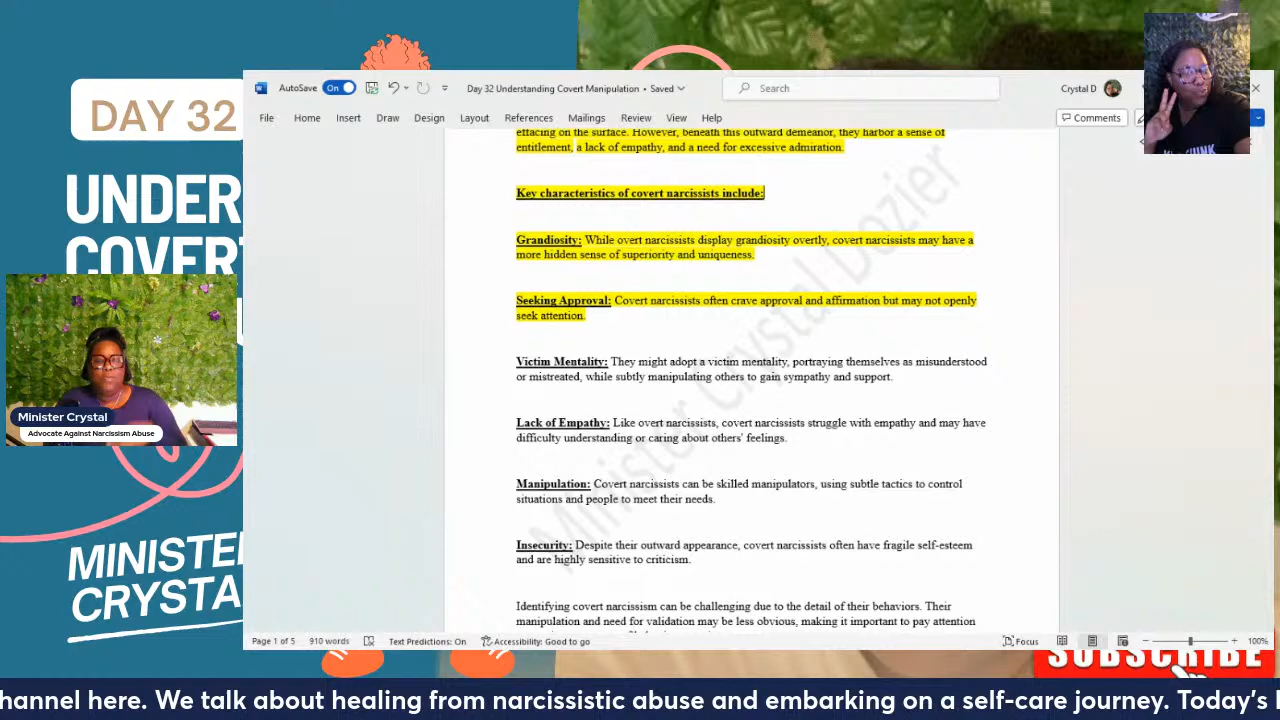 DAY 32
UNDER
COVE
MINISTE
CRYSTA
Minister Crystal
Advocate Against Narcissism Abuse
AutoSave On
Day 32 Understanding Covert Manipulation • Saved
Search
Crystal D
File Home Insert Draw Design Layout References Mailings Review View Help
Comments
effacing on the surface. However, beneath this outward demeanor, they harbor a sense of
entitlement, a lack of empathy, and a need for excessive admiration.
Key characteristics of covert narcissists include:
Grandiosity: While overt narcissists display grandiosity overtly, covert narcissists may have a
more hidden sense of superiority and uniqueness.
Seeking Approval: Covert narcissists often crave approval and affirmation but may not openly
seek attention.
Victim Mentality: They might adopt a victim mentality, portraying themselves as misunderstood
or mistreated, while subtly manipulating others to gain sympathy and support.
Lack of Empathy: Like overt narcissists, covert narcissists struggle with empathy and may have
difficulty understanding or caring about others' feelings.
Manipulation: Covert narcissists can be skilled manipulators, using subtle tactics to control
situations and people to meet their needs.
Insecurity: Despite their outward appearance, covert narcissists often have fragile self-esteem
and are highly sensitive to criticism.
Identifying covert narcissism can be challenging due to the detail of their behaviors. Their
manipulation and need for validation may be less obvious, making it important to pay attention
Minister Crystal Dozier
Page 1 of 5 910 words Text Predictions: On Accessibility: Good to go
Focus 100%
SUBSCRIBE
hannel here. We talk about healing from narcissistic abuse and embarking on a self-care journey. Today's